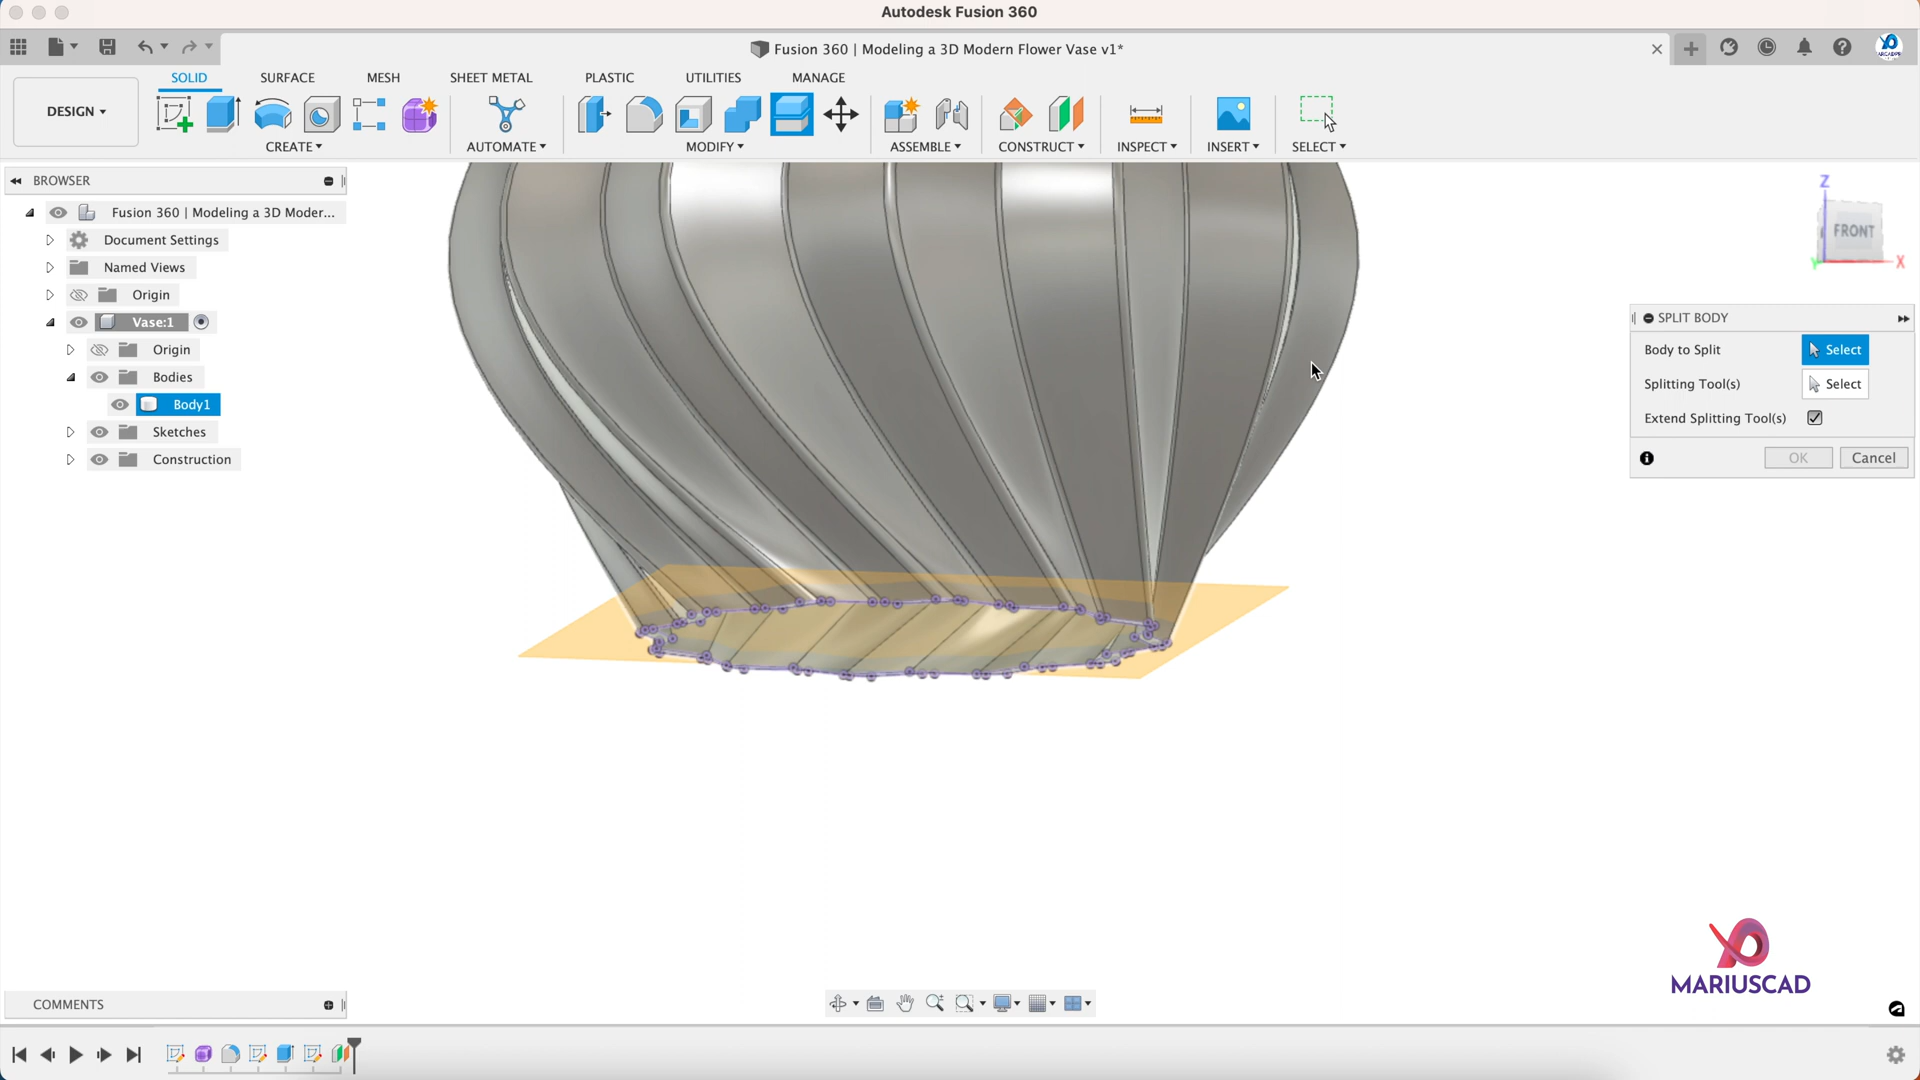 Autodesk Fusion 360
Fusion 360 | Modeling a 3D Modern Flower Vase v1*
SOLID SURFACE MESH SHEET METAL PLASTIC UTILITIES MANAGE
DESIGN
CREATE AUTOMATE MODIFY ASSEMBLE CONSTRUCT INSPECT INSERT SELECT
BROWSER
Fusion 360 | Modeling a 3D Moder...
Document Settings
Named Views
Origin
Vase:1
Origin
Bodies
Body1
Sketches
Construction
Z
FRONT
X
Y
SPLIT BODY
Body to Split Select
Splitting Tool(s) Select
Extend Splitting Tool(s)
OK Cancel
MARIUSCAD
COMMENTS